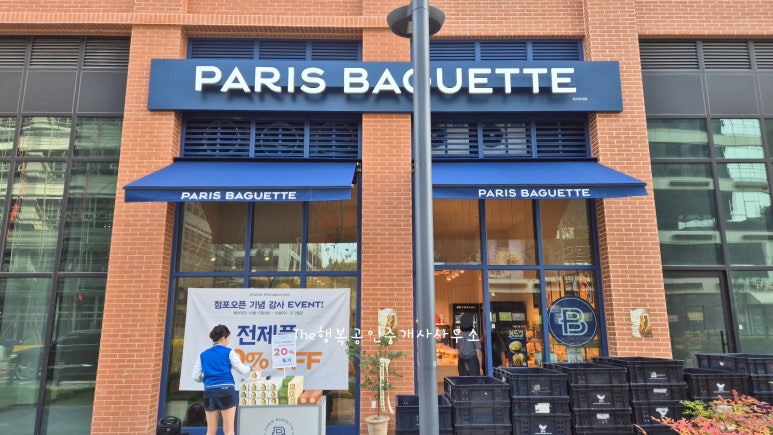 PARIS BAGUETTE
PARIS BAGUETTE
PARIS BAGUETTE
점포오픈 기념 감사 EVENT!
전제품
0% OFF
The행복공인중개사사무소
20%
B